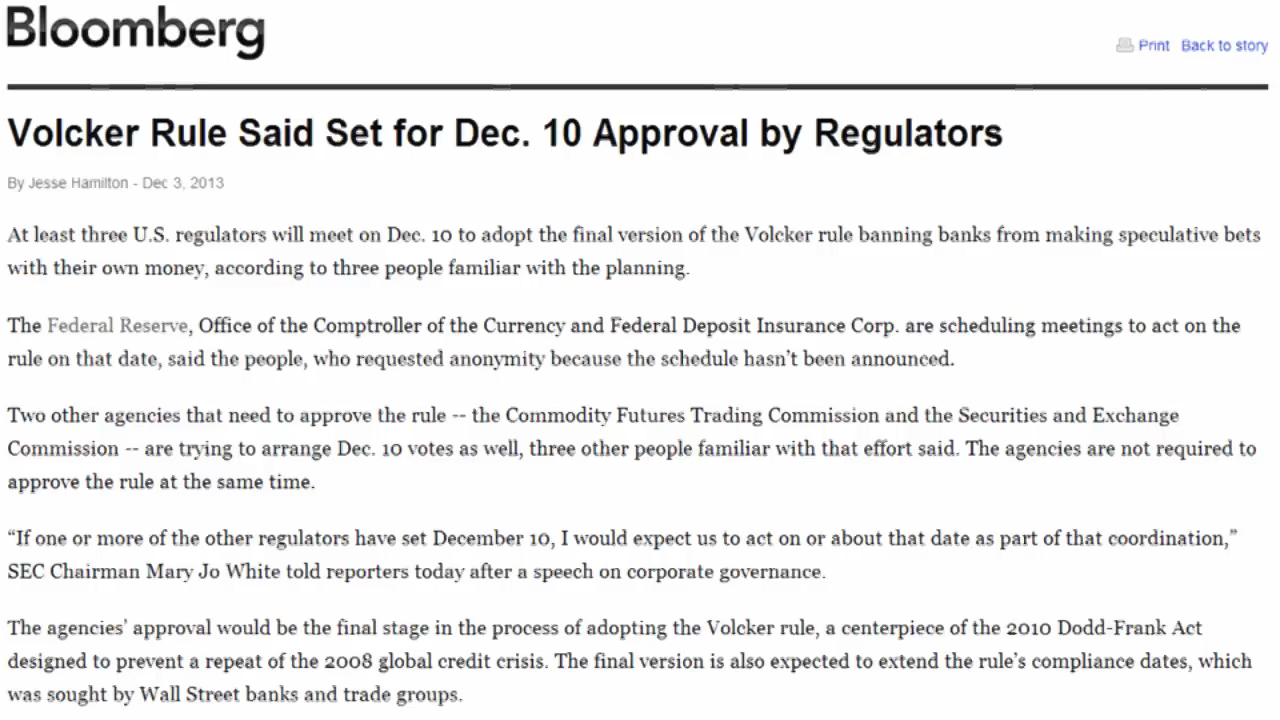 Bloomberg
Print Back to story
Volcker Rule Said Set for Dec. 10 Approval by Regulators
By Jesse Hamilton - Dec 3, 2013
At least three U.S. regulators will meet on Dec. 10 to adopt the final version of the Volcker rule banning banks from making speculative bets
with their own money, according to three people familiar with the planning.
The Federal Reserve, Office of the Comptroller of the Currency and Federal Deposit Insurance Corp. are scheduling meetings to act on the
rule on that date, said the people, who requested anonymity because the schedule hasn’t been announced.
Two other agencies that need to approve the rule -- the Commodity Futures Trading Commission and the Securities and Exchange
Commission -- are trying to arrange Dec. 10 votes as well, three other people familiar with that effort said. The agencies are not required to
approve the rule at the same time.
“If one or more of the other regulators have set December 10, I would expect us to act on or about that date as part of that coordination,”
SEC Chairman Mary Jo White told reporters today after a speech on corporate governance.
The agencies’ approval would be the final stage in the process of adopting the Volcker rule, a centerpiece of the 2010 Dodd-Frank Act
designed to prevent a repeat of the 2008 global credit crisis. The final version is also expected to extend the rule’s compliance dates, which
was sought by Wall Street banks and trade groups.